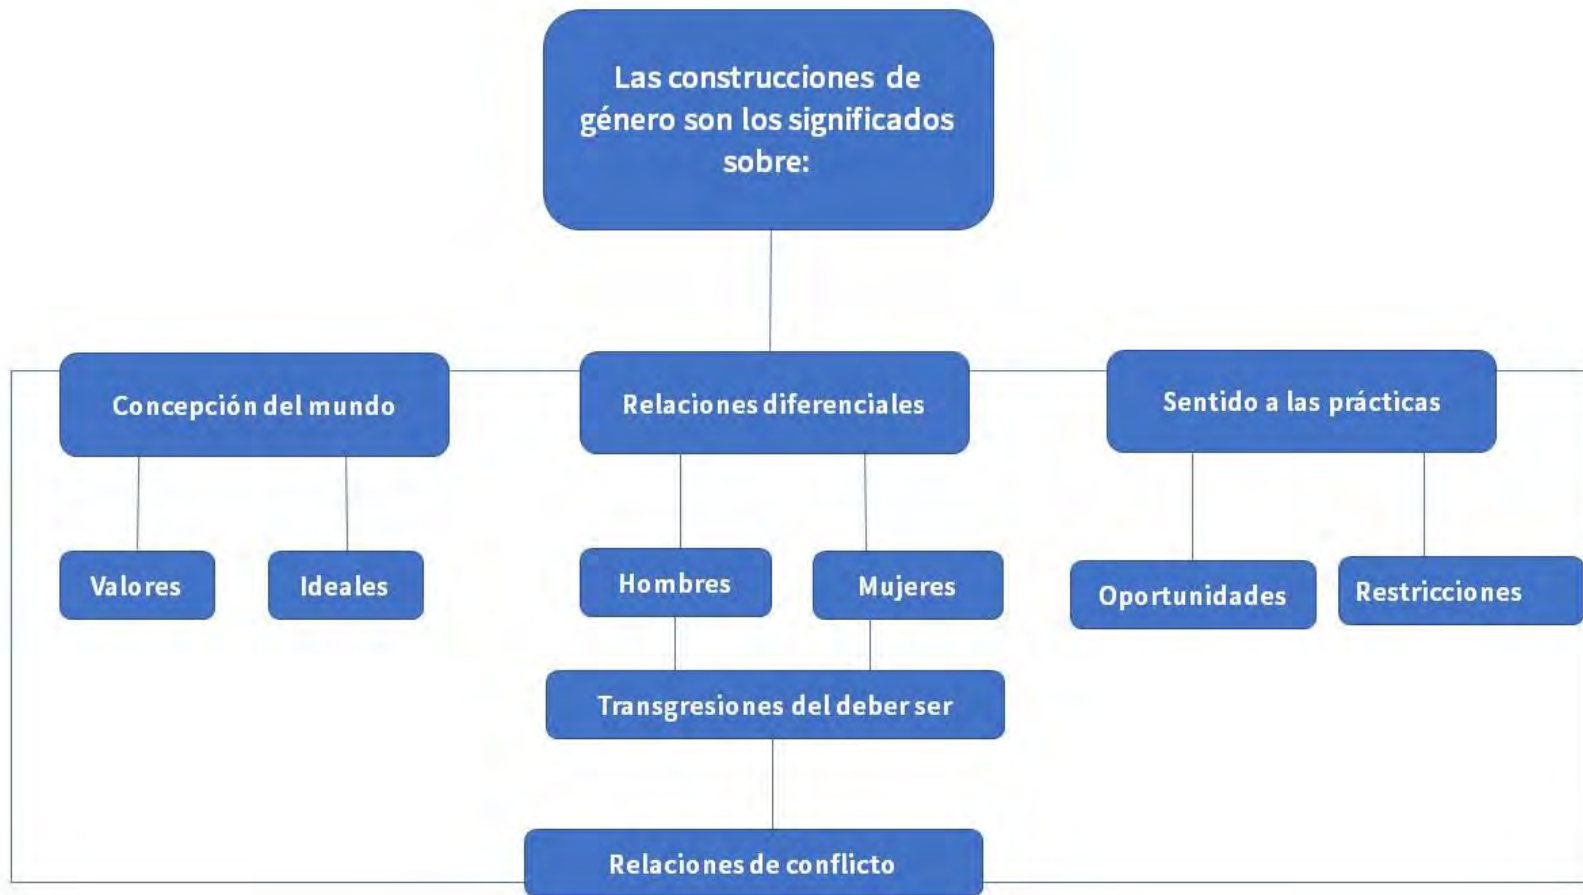 Las construcciones de
género son los significados
sobre:
Concepción del mundo
Relaciones diferenciales
Sentido a las prácticas
Valores
Ideales
Hombres
Mujeres
Oportunidades
Restricciones
Transgresiones del deber ser
Relaciones de conflicto